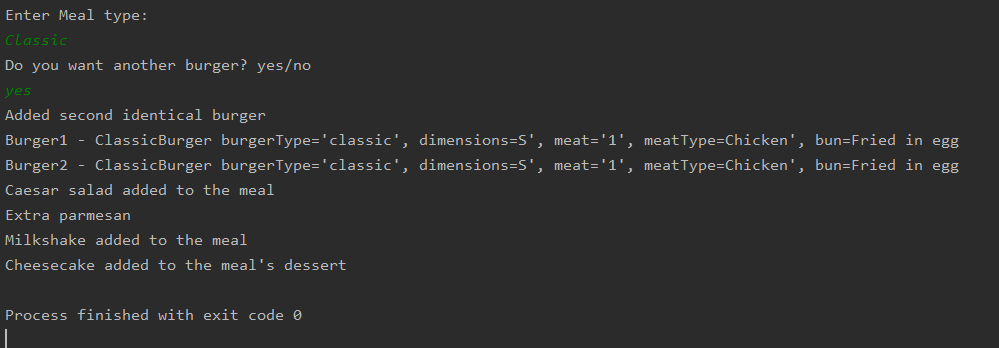 Enter Meal type:
Classic
Do you want another burger? yes/no
yes
Added second identical burger
Burger1 - ClassicBurger burgerType='classic', dimensions=S', meat='1', meatType=Chicken', bun=Fried in egg
Burger2 - ClassicBurger burgerType='classic', dimensions=S', meat='1', meatType=Chicken', bun=Fried in egg
Caesar salad added to the meal
Extra parmesan
Milkshake added to the meal
Cheesecake added to the meal's dessert
Process finished with exit code 0